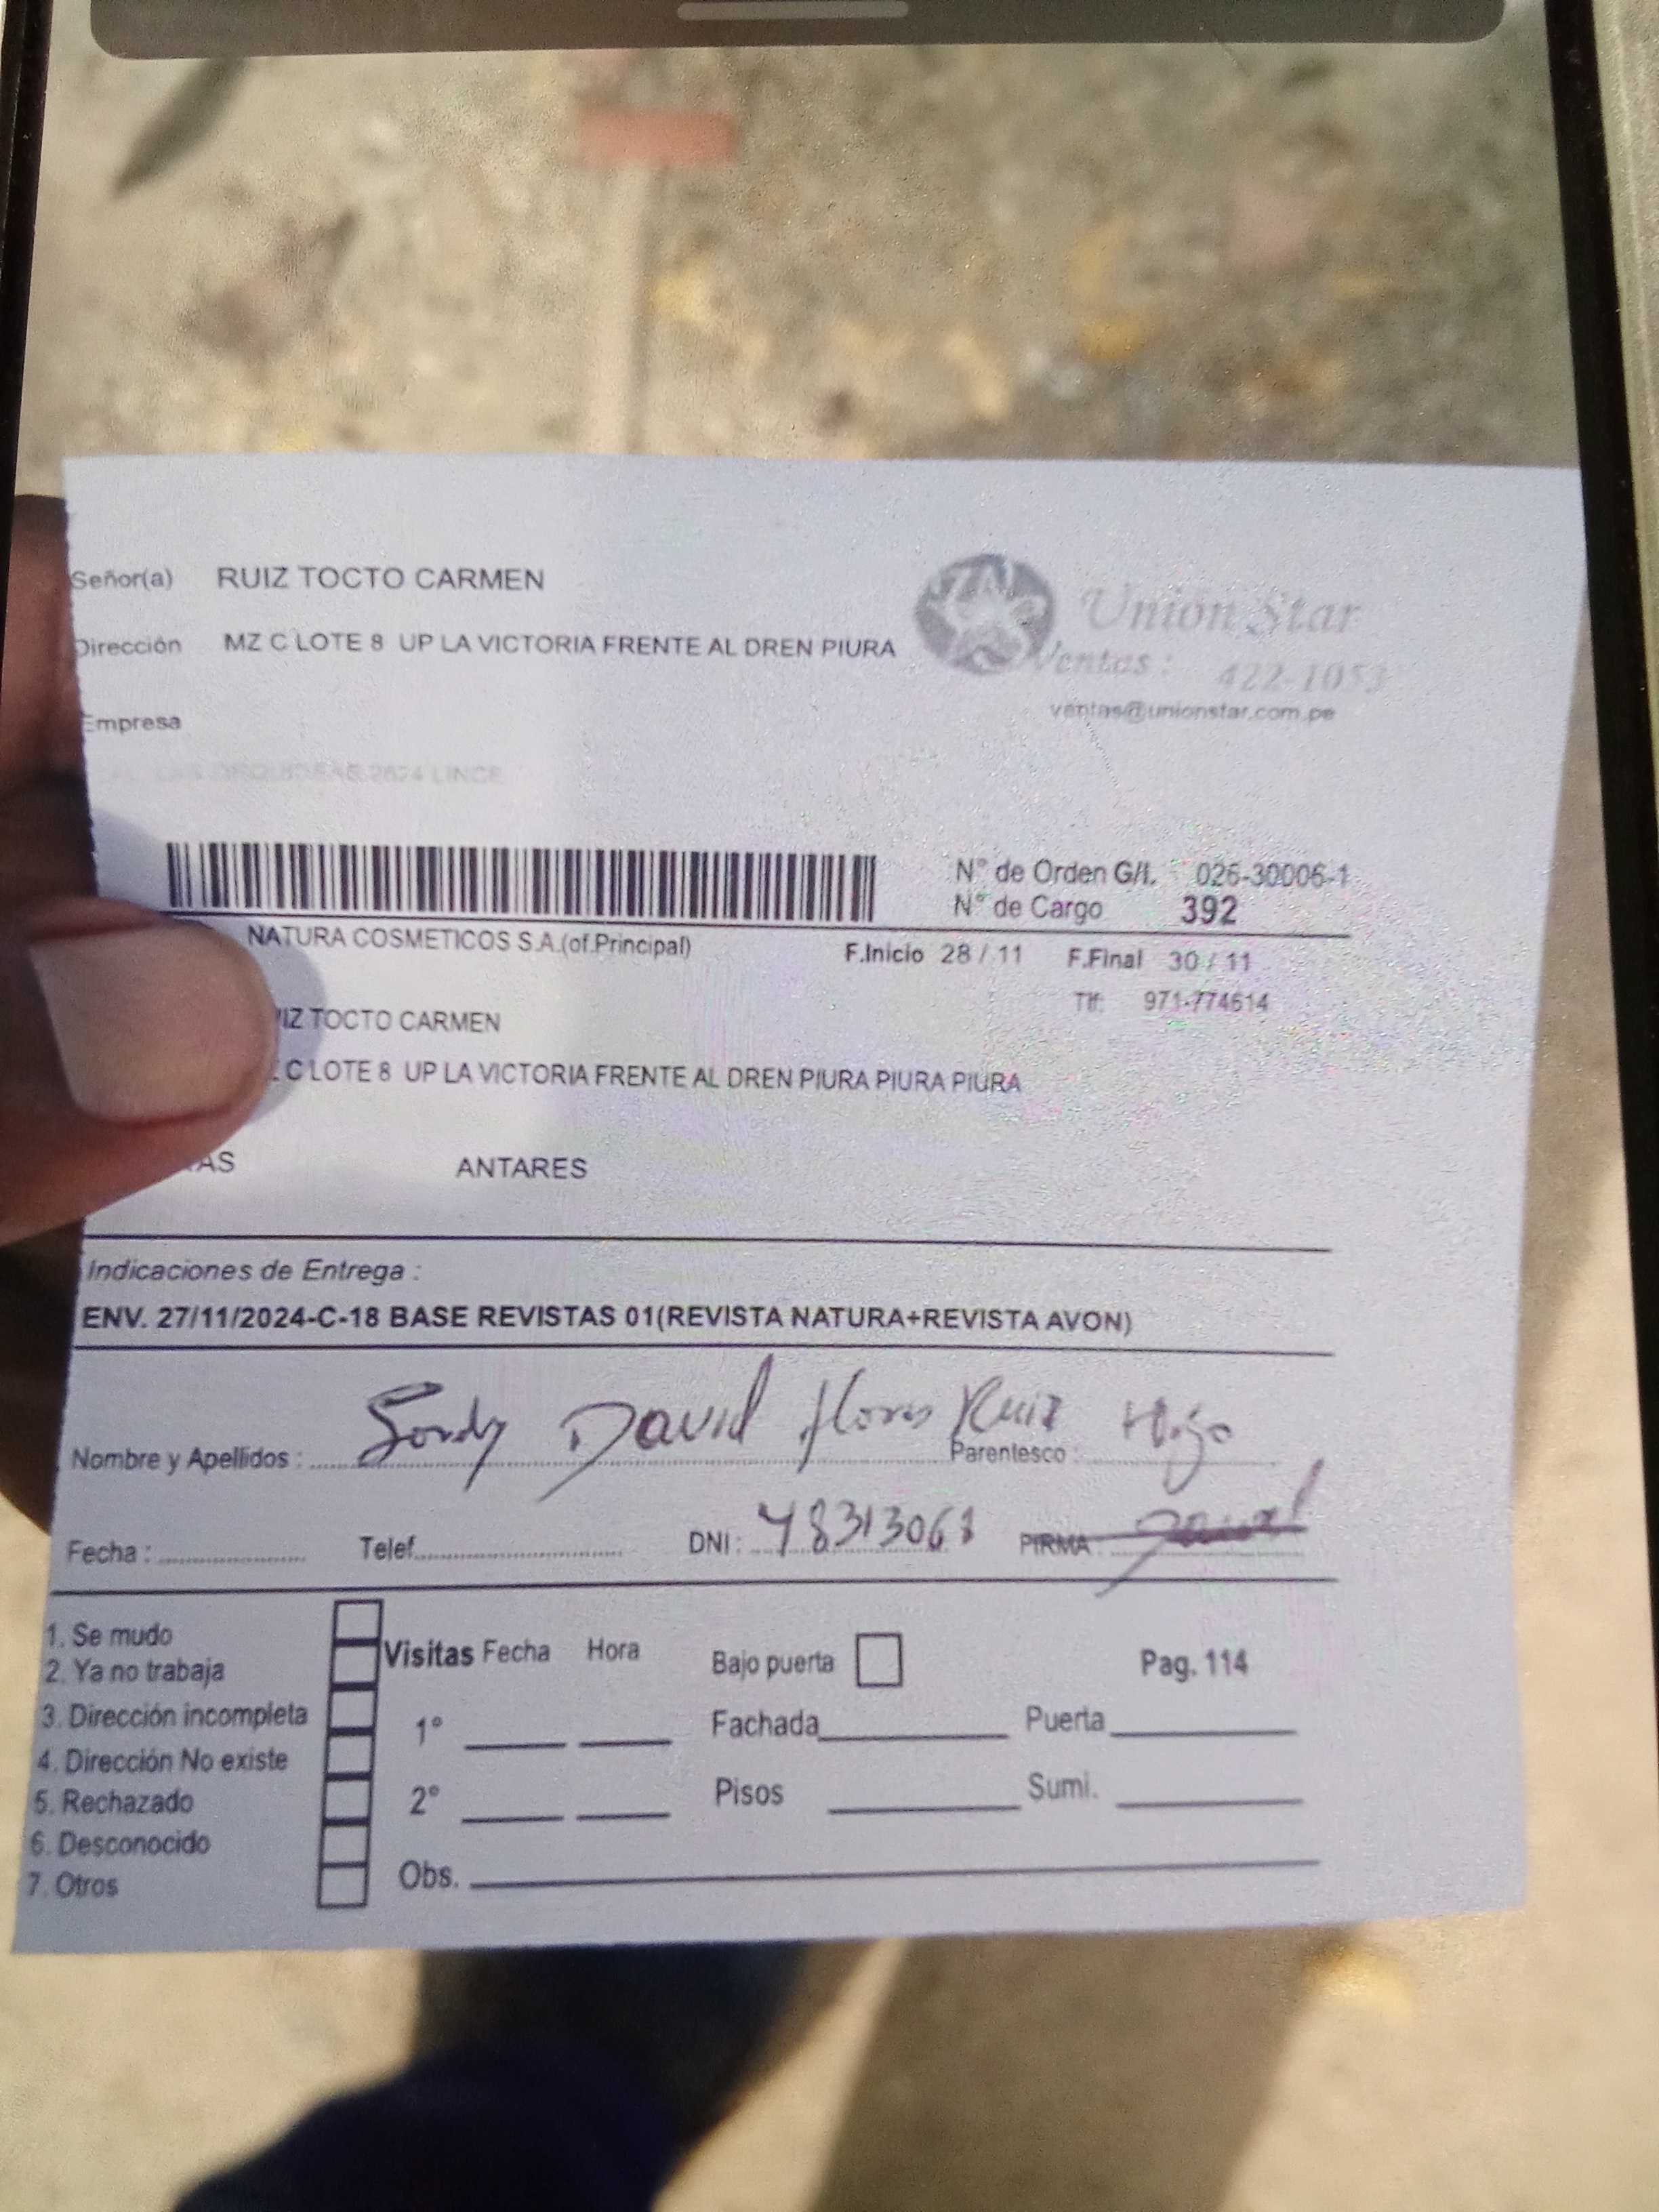 Señor(a) RUIZ TOCTO CARMEN
Dirección MZ C LOTE 8 UP LA VICTORIA FRENTE AL DREN PIURA
Union Star
Ventas : 422-1053
ventas@unionstar.com.pe
Empresa
2624 LINCE
N° de Orden G/I. 026-30006-1
N° de Cargo 392
NATURA COSMETICOS S.A.(of.Principal) F.Inicio 28 / 11 F.Final 30 / 11
Tlf: 971-774614
IZ TOCTO CARMEN
C LOTE 8 UP LA VICTORIA FRENTE AL DREN PIURA PIURA PIURA
AS ANTARES
Indicaciones de Entrega :
ENV. 27/11/2024-C-18 BASE REVISTAS 01(REVISTA NATURA+REVISTA AVON)
Nombre y Apellidos : David Flores Ruiz Parentesco : Hijo
Fecha : Telef. DNI : 48313068 FIRMA
1. Se mudo
2. Ya no trabaja
3. Dirección incompleta
4. Dirección No existe
5. Rechazado
6. Desconocido
7. Otros
Visitas Fecha Hora
1°
2°
Obs.
Bajo puerta Pag. 114
Fachada Puerta
Pisos Sumi.